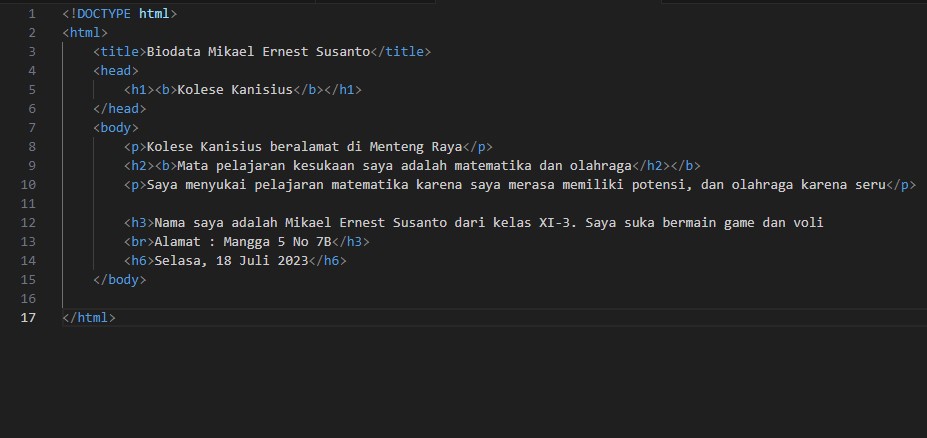 1 <!DOCTYPE html>
2 <html>
3 <title>Biodata Mikael Ernest Susanto</title>
4 <head>
5 <h1><b>Kolese Kanisius</b></h1>
6 </head>
7 <body>
8 <p>Kolese Kanisius beralamat di Menteng Raya</p>
9 <h2><b>Mata pelajaran kesukaan saya adalah matematika dan olahraga</h2></b>
10 <p>Saya menyukai pelajaran matematika karena saya merasa memiliki potensi, dan olahraga karena seru</p>
11
12 <h3>Nama saya adalah Mikael Ernest Susanto dari kelas XI-3. Saya suka bermain game dan voli
13 <br>Alamat : Mangga 5 No 7B</h3>
14 <h6>Selasa, 18 Juli 2023</h6>
15 </body>
16
17 </html>